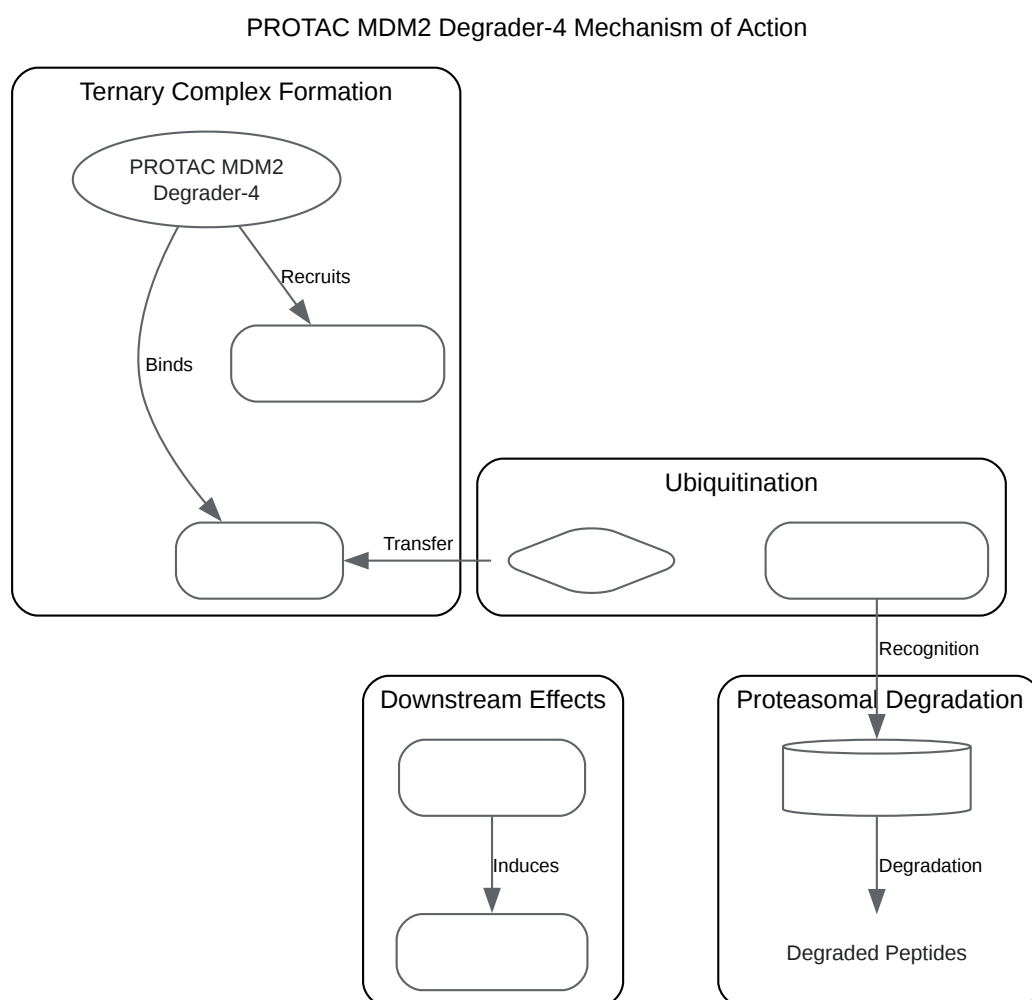 PROTAC MDM2 Degrader-4 Mechanism of Action
Ternary Complex Formation
PROTAC MDM2
Degrader-4
Recruits
Binds
Ubiquitination
Transfer
Recognition
Downstream Effects
Proteasomal Degradation
Induces
Degradation
Degraded Peptides